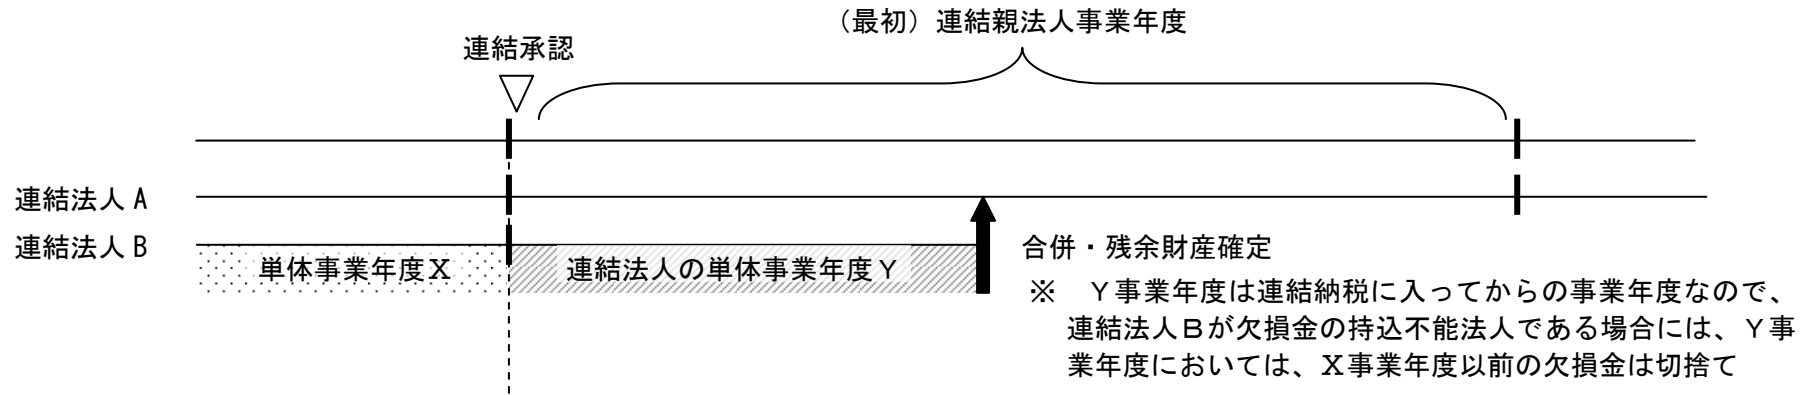 （最初）連結親法人事業年度
連結承認
連結法人 A
連結法人 B
単体事業年度Ｘ
連結法人の単体事業年度Ｙ
合併・残余財産確定
※　Ｙ事業年度は連結納税に入ってからの事業年度なので、
連結法人Ｂが欠損金の持込不能法人である場合には、Ｙ事
業年度においては、Ｘ事業年度以前の欠損金は切捨て